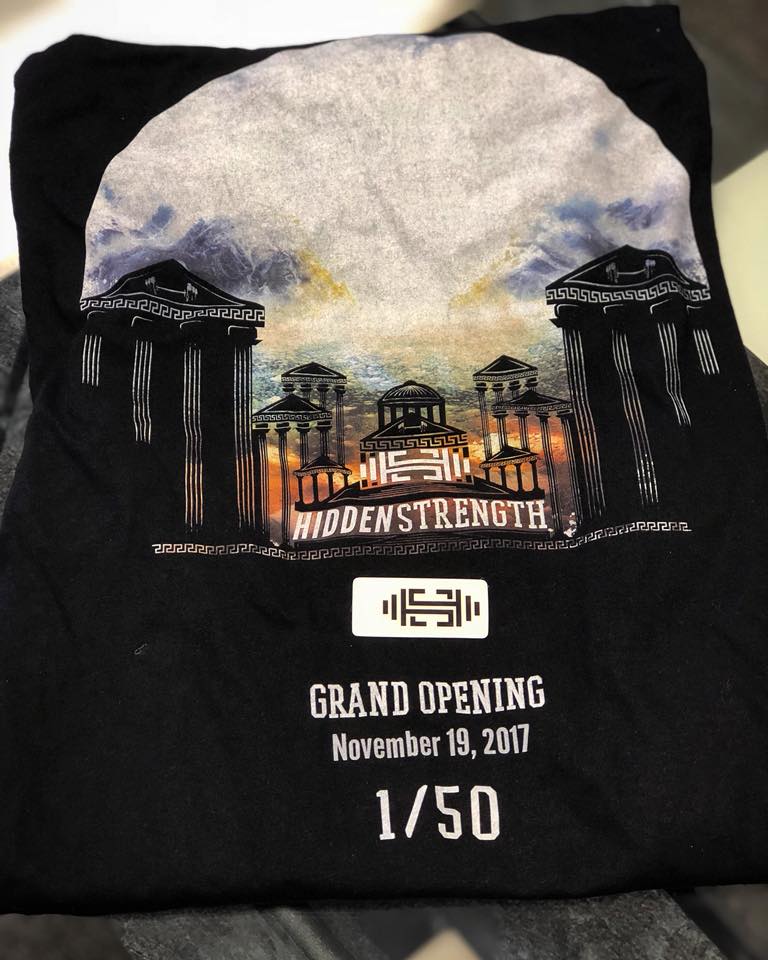 HIDDENSTRENGTH
GRAND OPENING
November 19, 2017
1/50